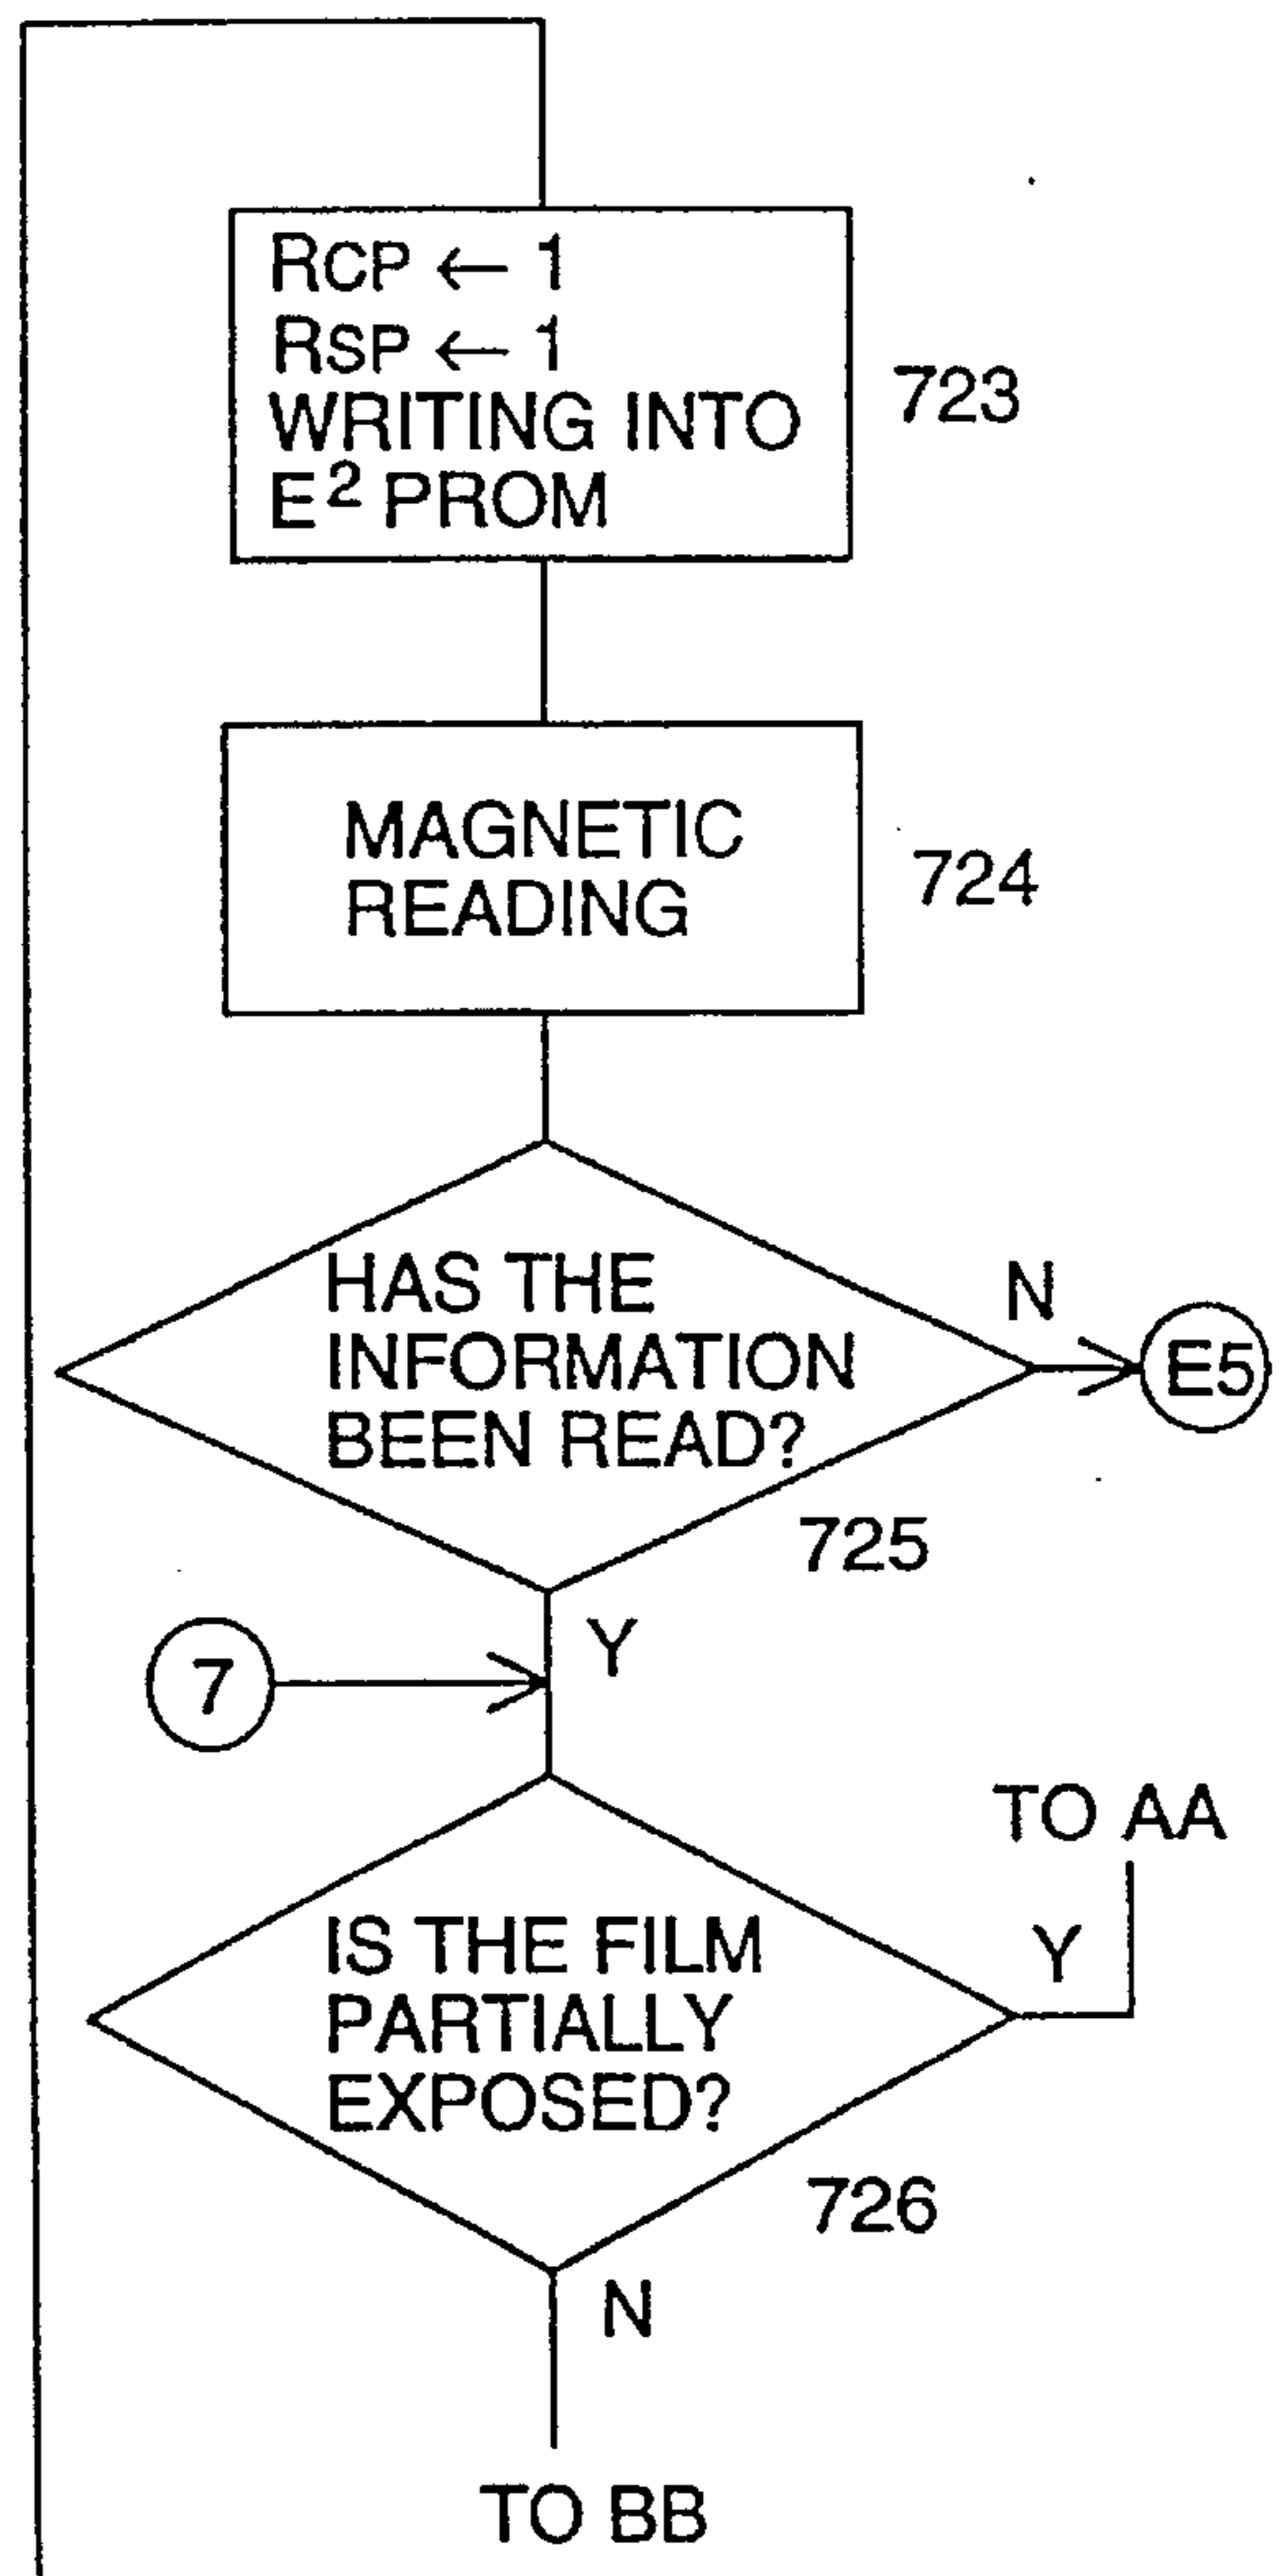 RCP ← 1
RSP ← 1
WRITING INTO
E² PROM
723
MAGNETIC
READING
724
HAS THE
INFORMATION
BEEN READ?
N
E5
725
Y
7
TO AA
IS THE FILM
PARTIALLY
EXPOSED?
Y
726
N
TO BB